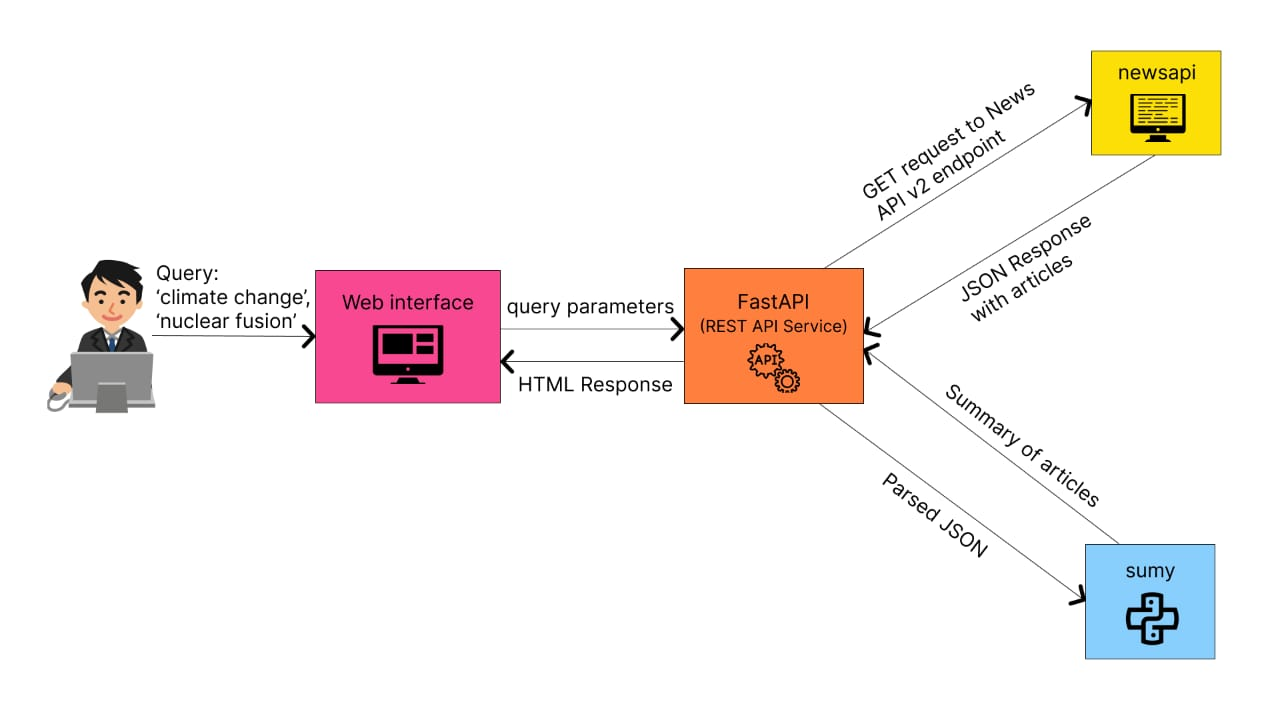 Query:
‘climate change’,
‘nuclear fusion’
Web interface
query parameters
HTML Response
FastAPI
(REST API Service)
API
GET request to News
API v2 endpoint
newsapi
JSON Response
with articles
Summary of articles
Parsed JSON
sumy